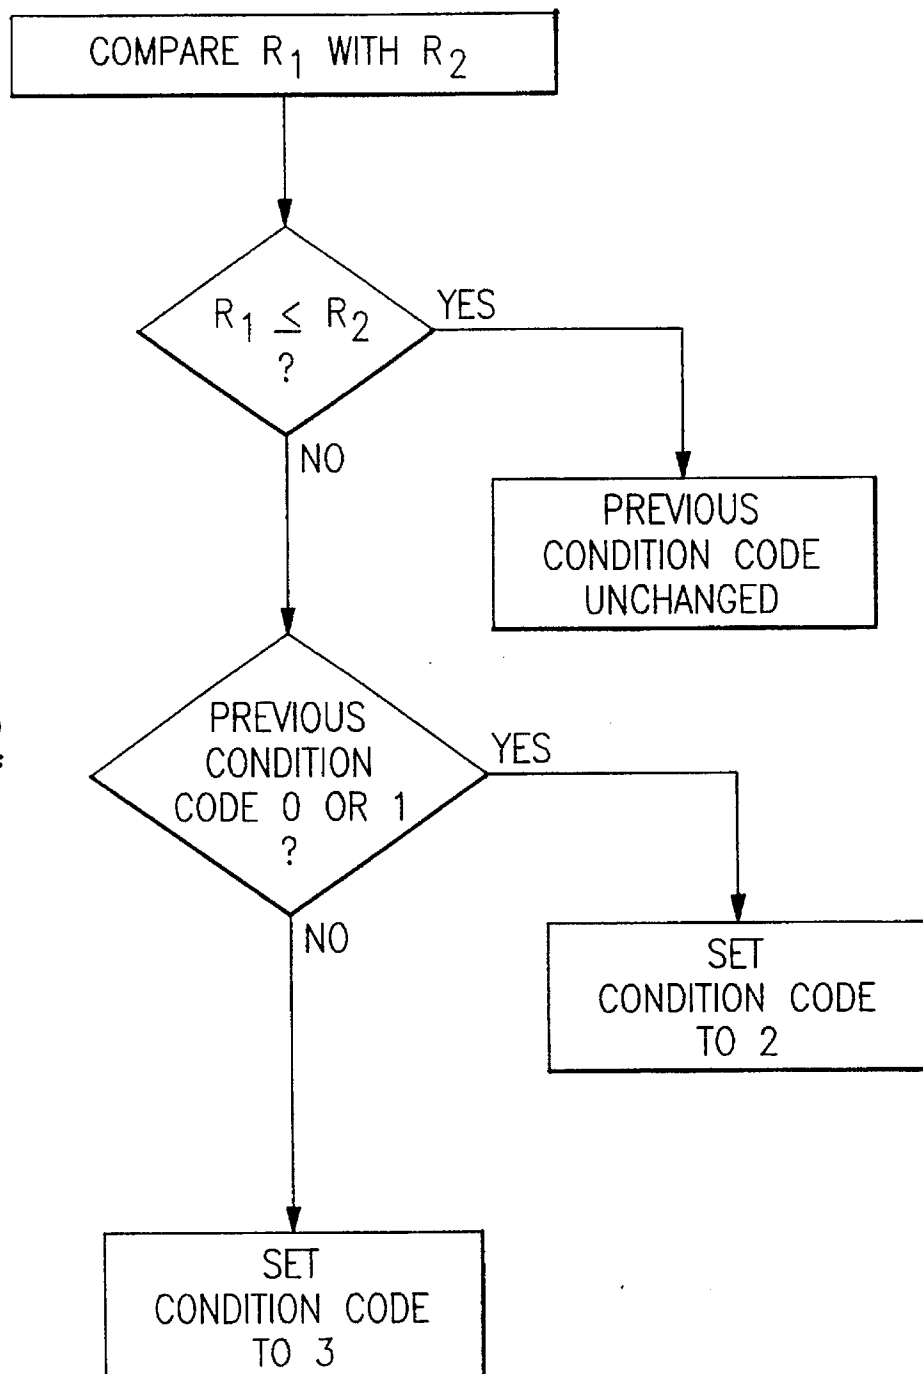 COMPARE R1 WITH R2
R1 ≤ R2
?
YES
NO
PREVIOUS
CONDITION CODE
UNCHANGED
PREVIOUS
CONDITION
CODE 0 OR 1
?
YES
NO
SET
CONDITION CODE
TO 2
SET
CONDITION CODE
TO 3